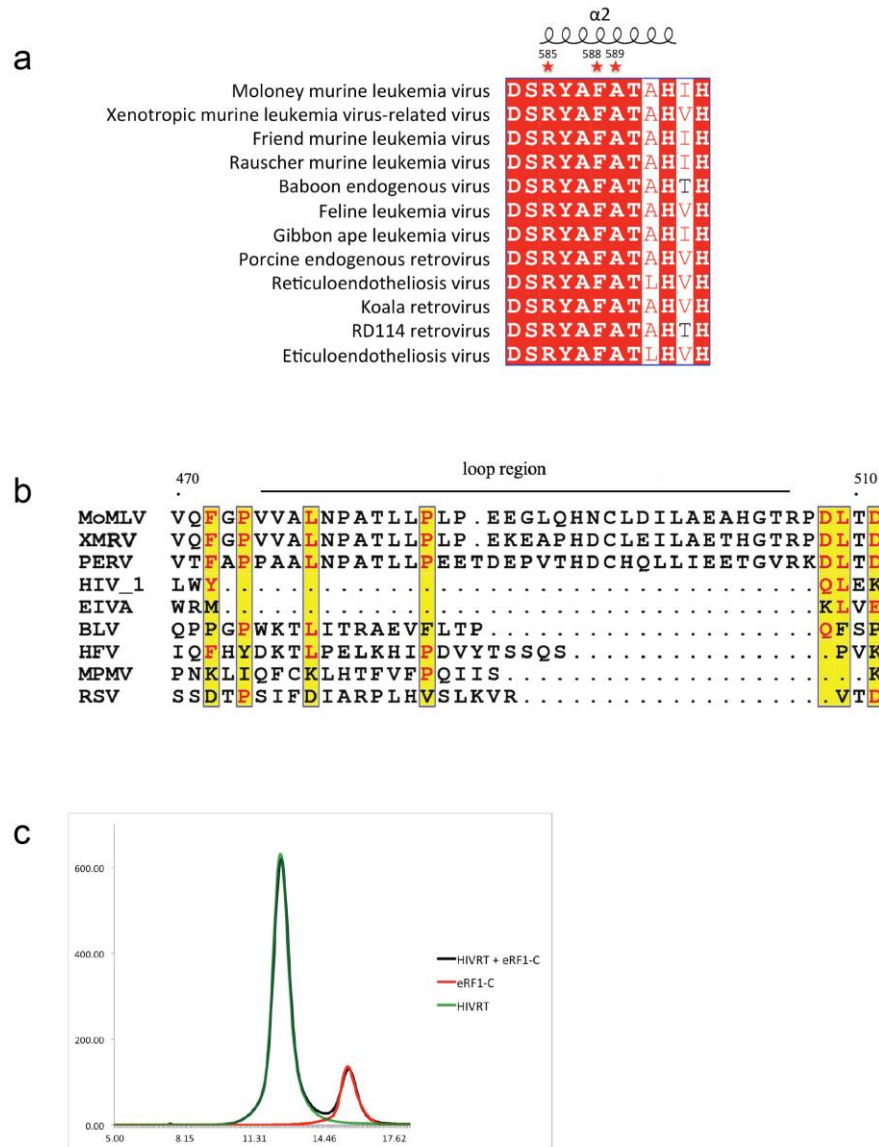 α2
a
585 588 589
Moloney murine leukemia virus DSRYAFATAHIH
Xenotropic murine leukemia virus-related virus DSRYAFATAHVH
Friend murine leukemia virus DSRYAFATAHIH
Rauscher murine leukemia virus DSRYAFATAHIH
Baboon endogenous virus DSRYAFATAHTH
Feline leukemia virus DSRYAFATAHVH
Gibbon ape leukemia virus DSRYAFATAHIH
Porcine endogenous retrovirus DSRYAFATAHVH
Reticuloendotheliosis virus DSRYAFATLHVH
Koala retrovirus DSRYAFATAHVH
RD114 retrovirus DSRYAFATAHTH
Eticuloendotheliosis virus DSRYAFATLHVH
b
470 loop region 510
MoMLV VQFGPVVALNPATLLPLP.EEGLQHNCLDILAEAHGTRPDLTD
XMRV VQFGPVVALNPATLLPLP.EKEAPHDCLEILAETHGTRPDLTD
PERV VTFAPPAALNPATLLPEETDEPVTHDCHQLLIEETGVRKDLTD
HIV_1 LWY...............................QLEK
EIVA WRM...............................KLVE
BLV QPPGPWKTLITRAEVFLTP.................QFSP
HFV IQFHYDKTLPELKHIPDVYTSSQS.............PVK
MPMV PNKLIQFCKLHTFVFPQIIS..................K
RSV SSDTPSIFDIARPLHVSLKVR................VTD
c
600.00
400.00
200.00
0.00
HIVRT + eRF1-C
eRF1-C
HIVRT
5.00 8.15 11.31 14.46 17.62